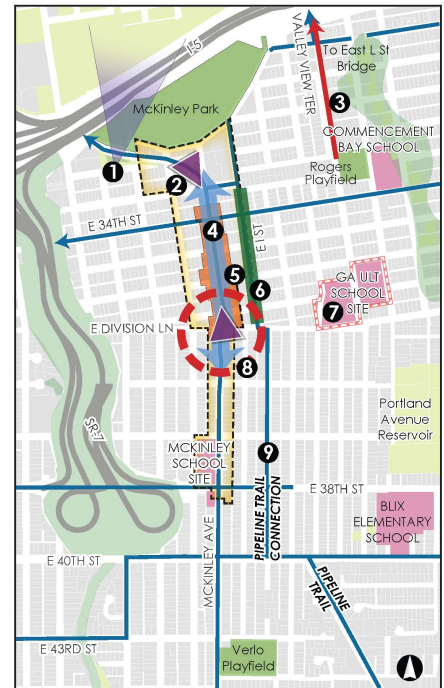 I-5
VALLEY VIEW TER
To East L St
Bridge
McKinley Park
3
COMMENCEMENT
BAY SCHOOL
1
2
Rogers
Playfield
E 34TH ST
4
E I ST
5
6
GAULT
SCHOOL
SITE
7
E DIVISION LN
8
SR-7
Portland
Avenue
Reservoir
MCKINLEY
SCHOOL
SITE
9
E 38TH ST
MCKINLEY AVE
PIPELINE TRAIL
CONNECTION
BLIX
ELEMENTARY
SCHOOL
E 40TH ST
PIPELINE
TRAIL
E 43RD ST
Verlo
Playfield